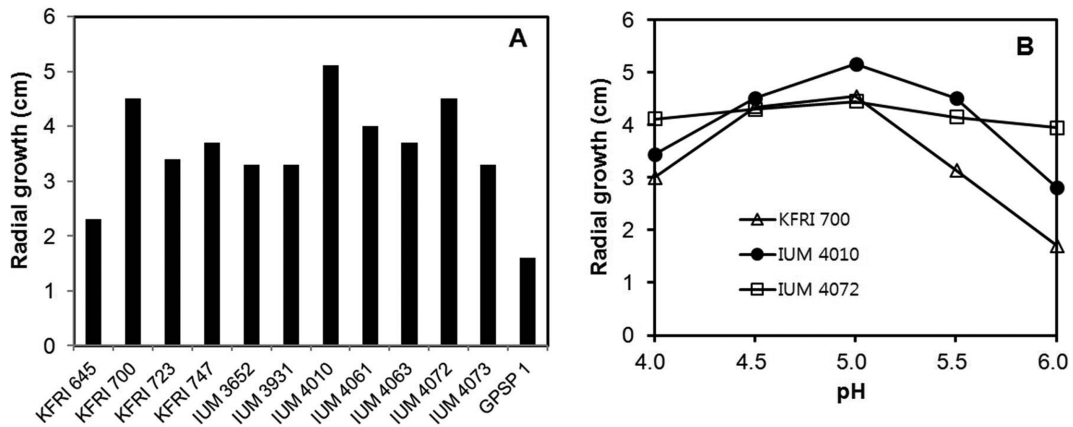 A
Radial growth (cm)
6
5
4
3
2
1
0
KFRI 645
KFRI 700
KFRI 723
KFRI 747
IUM 3652
IUM 3931
IUM 4010
IUM 4061
IUM 4063
IUM 4072
IUM 4073
GPSP 1
B
Radial growth (cm)
6
5
4
3
2
1
0
KFRI 700
IUM 4010
IUM 4072
4.0 4.5 5.0 5.5 6.0
pH